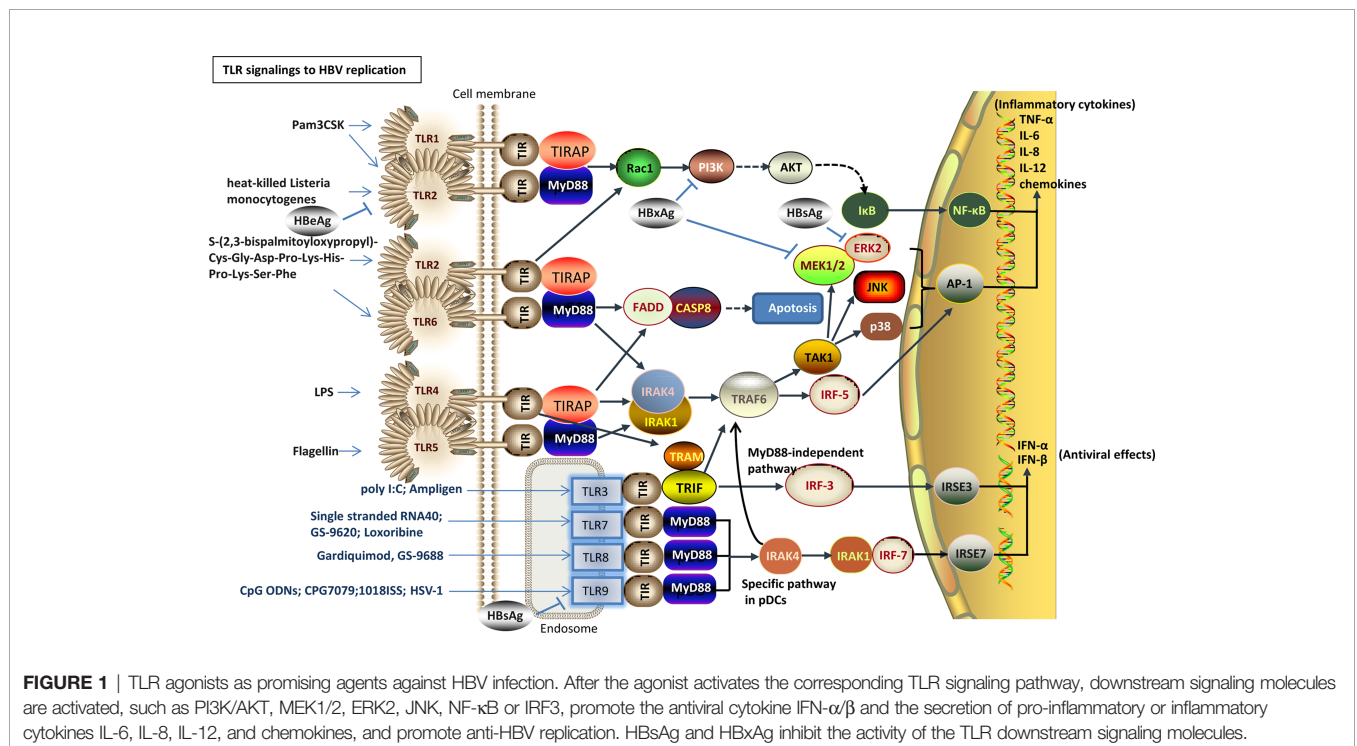 TLR signalings to HBV replication
Cell membrane
(Inflammatory cytokines)
TNF-α
IL-6
IL-8
IL-12
chemokines
Pam3CSK
TLR1
TIR
TIRAP
Rac1
PI3K
AKT
heat-killed Listeria
monocytogenes
TLR2
TIR
MyD88
HBeAg
HBxAg
HBsAg
IκB
NF-κB
S-(2,3-bispalmitoyloxypropyl)-
Cys-Gly-Asp-Pro-Lys-His-
Pro-Lys-Ser-Phe
TLR2
TIR
TIRAP
MEK1/2
ERK2
JNK
AP-1
TLR6
TIR
MyD88
FADD
CASP8
Apotosis
p38
TAK1
LPS
TLR4
TIR
TIRAP
IRAK4
IRAK1
TRAF6
IRF-5
Flagellin
TLR5
TIR
MyD88
TRAM
MyD88-independent
pathway
IFN-α
IFN-β
(Antiviral effects)
poly I:C; Ampligen
TLR3
TIR
TRIF
IRF-3
IRSE3
Single stranded RNA40;
GS-9620; Loxoribine
TLR7
TIR
MyD88
Gardiquimod, GS-9688
TLR8
TIR
MyD88
IRAK4
IRAK1
IRF-7
IRSE7
CpG ODNs; CPG7079;1018ISS; HSV-1
TLR9
TIR
MyD88
Specific pathway
in pDCs
HBsAg
Endosome
FIGURE 1 | TLR agonists as promising agents against HBV infection. After the agonist activates the corresponding TLR signaling pathway, downstream signaling molecules
are activated, such as PI3K/AKT, MEK1/2, ERK2, JNK, NF-κB or IRF3, promote the antiviral cytokine IFN-α/β and the secretion of pro-inflammatory or inflammatory
cytokines IL-6, IL-8, IL-12, and chemokines, and promote anti-HBV replication. HBsAg and HBxAg inhibit the activity of the TLR downstream signaling molecules.